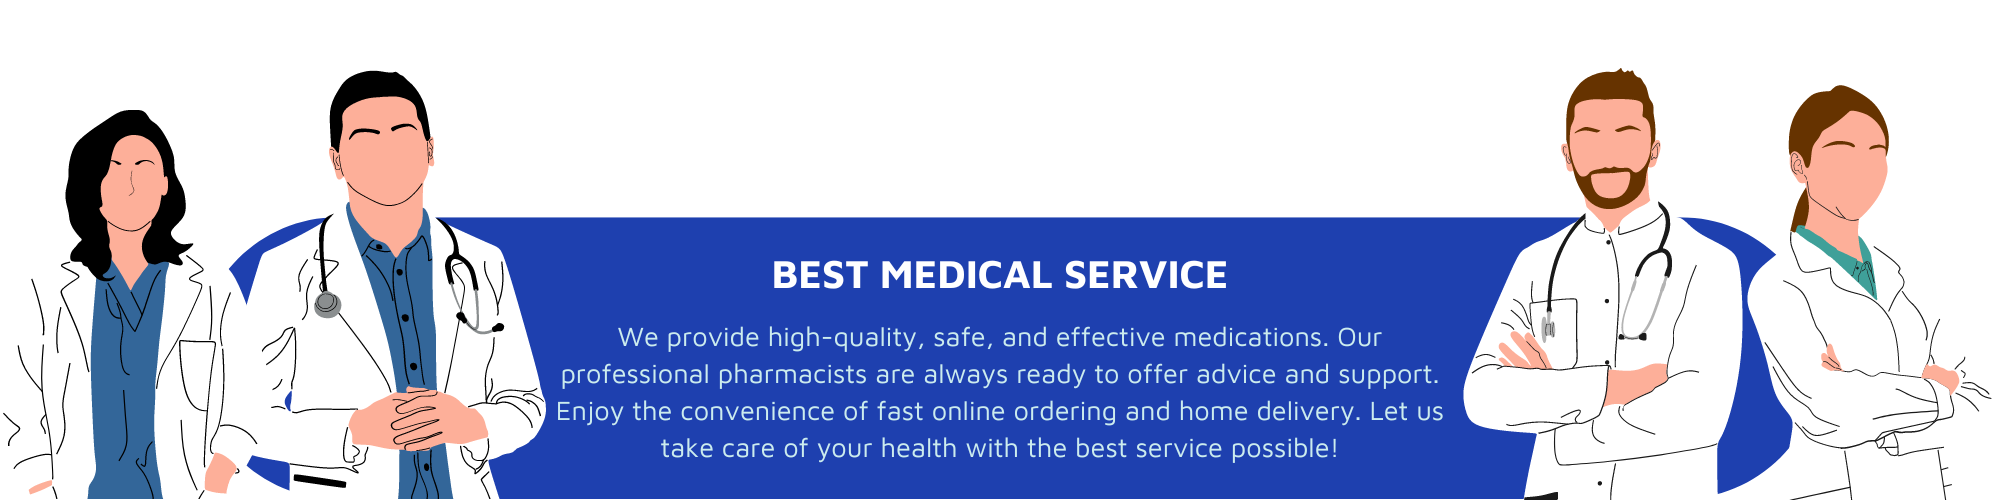 BEST MEDICAL SERVICE
We provide high-quality, safe, and effective medications. Our
professional pharmacists are always ready to offer advice and support.
Enjoy the convenience of fast online ordering and home delivery. Let us
take care of your health with the best service possible!